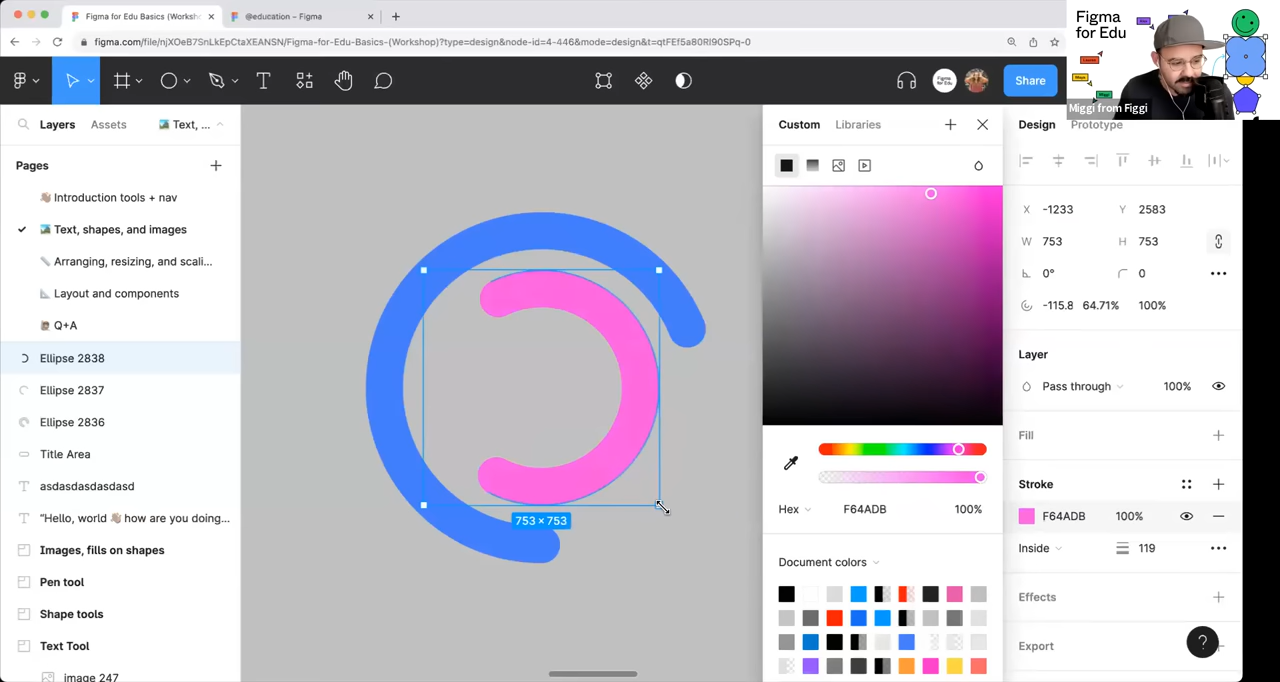 Figma for Edu Basics (Worksh
@education – Figma
figma.com/file/njXOeB7SnLkEpCtaXEANSN/Figma-for-Edu-Basics-(Workshop)?type=design&node-id=4-446&mode=design&t=qtFEf5a80RI90SPq-0
Figma
for Edu
Miggi from Figgi
Share
Layers
Assets
Text, ...
Custom
Libraries
Design
Prototype
Pages
Introduction tools + nav
Text, shapes, and images
Arranging, resizing, and scali...
Layout and components
Q+A
Ellipse 2838
Ellipse 2837
Ellipse 2836
Title Area
asdasdasdasdasd
"Hello, world 👋🏼 how are you doing...
Images, fills on shapes
Pen tool
Shape tools
Text Tool
image 247
753 × 753
Hex
F64ADB
100%
Document colors
X
-1233
Y
2583
W
753
H
753
0°
0
-115.8
64.71%
100%
Layer
Pass through
100%
Fill
Stroke
F64ADB
100%
Inside
119
Effects
Export
?